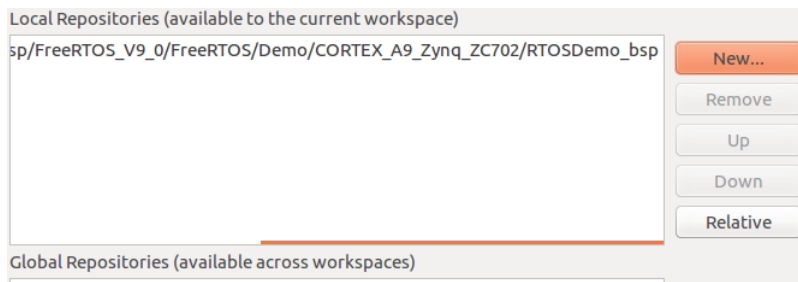 Local Repositories (available to the current workspace)
sp/FreeRTOS_V9_0/FreeRTOS/Demo/CORTEX_A9_Zynq_ZC702/RTOSDemo_bsp
New...
Remove
Up
Down
Relative
Global Repositories (available across workspaces)